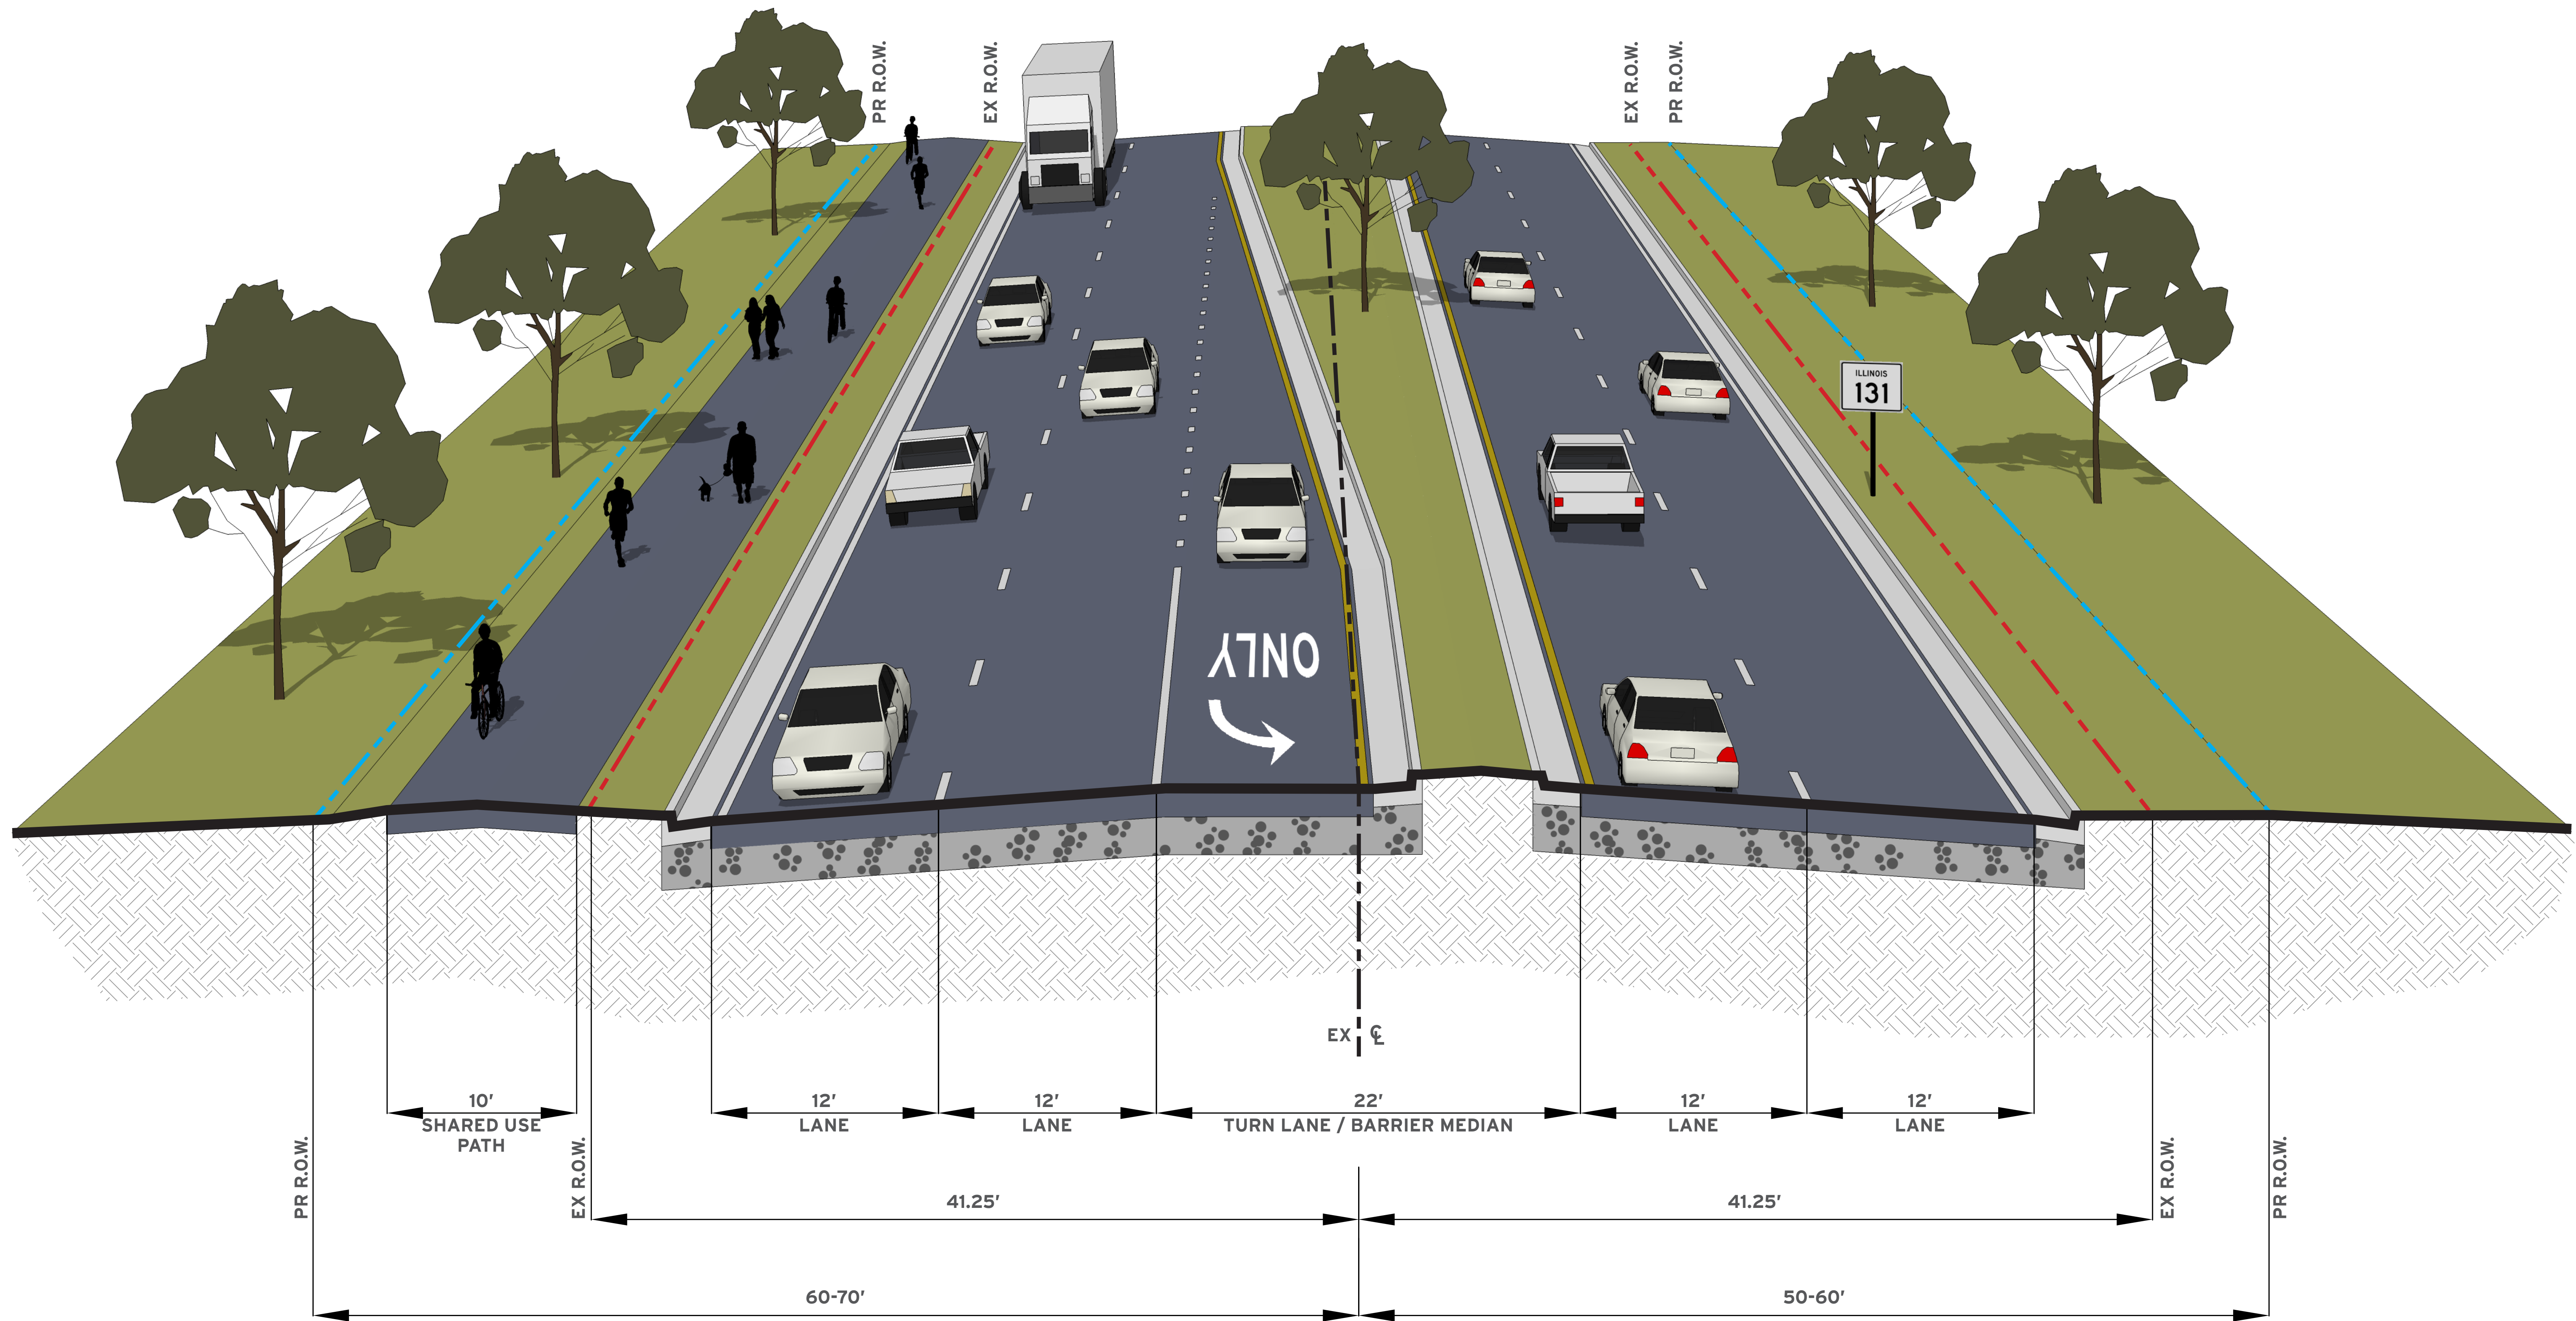 PR R.O.W.
EX R.O.W.
EX R.O.W.
PR R.O.W.
ILLINOIS
131
ONLY
EX ℄
10'
SHARED USE
PATH
12'
LANE
12'
LANE
22'
TURN LANE / BARRIER MEDIAN
12'
LANE
12'
LANE
PR R.O.W.
EX R.O.W.
EX R.O.W.
PR R.O.W.
41.25'
41.25'
60-70'
50-60'